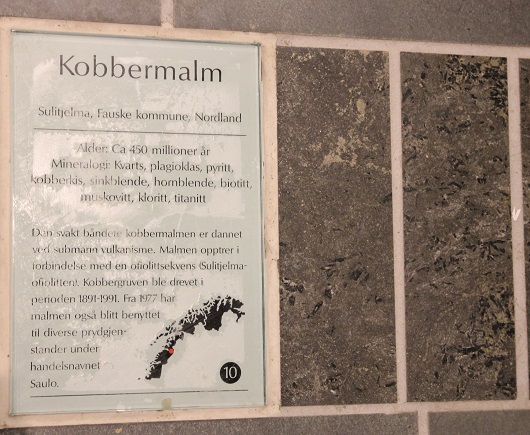 Kobbermalm
Sulitjelma, Fauske kommune, Nordland
Alder: Ca 450 millioner år
Mineralogi: Kvarts, plagioklas, pyritt,
kobberkis, sinkblende, hornblende, biotitt,
muskovitt, kloritt, titanitt
Den svakt båndete kobbermalmen er dannet
ved submarin vulkanisme. Malmen opptrer i
forbindelse med en ofiolittsekvens (Sulitjelma-
ofiolitten). Kobbergruven ble drevet i
perioden 1891-1991. Fra 1977 har
malmen også blitt benyttet
til diverse prydgjen-
stander under
handelsnavnet
Saulo.
10